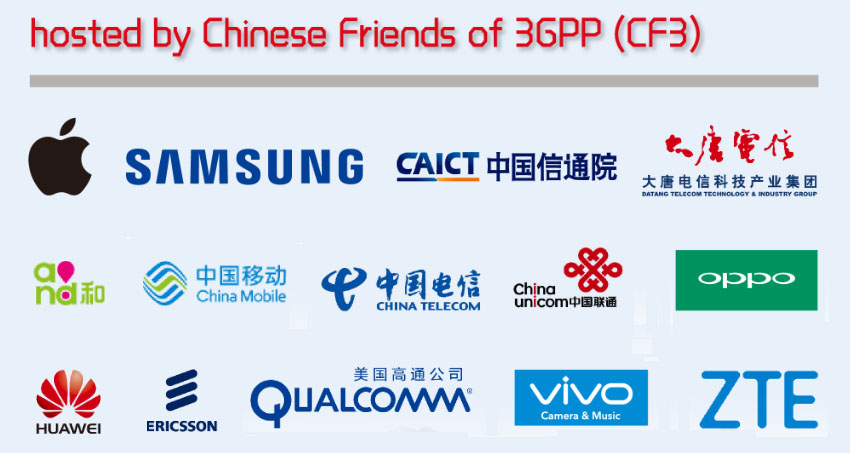 hosted by Chinese Friends of 3GPP (CF3)
SAMSUNG
CAICT 中国信通院
大唐電信
大唐电信科技产业集团
DATANG TELECOM TECHNOLOGY & INDUSTRY GROUP
and和
中国移动
China Mobile
中国电信
CHINA TELECOM
China
unicom中国联通
oppo
HUAWEI
ERICSSON
美国高通公司
QUALCOMM®
vivo
Camera & Music
ZTE